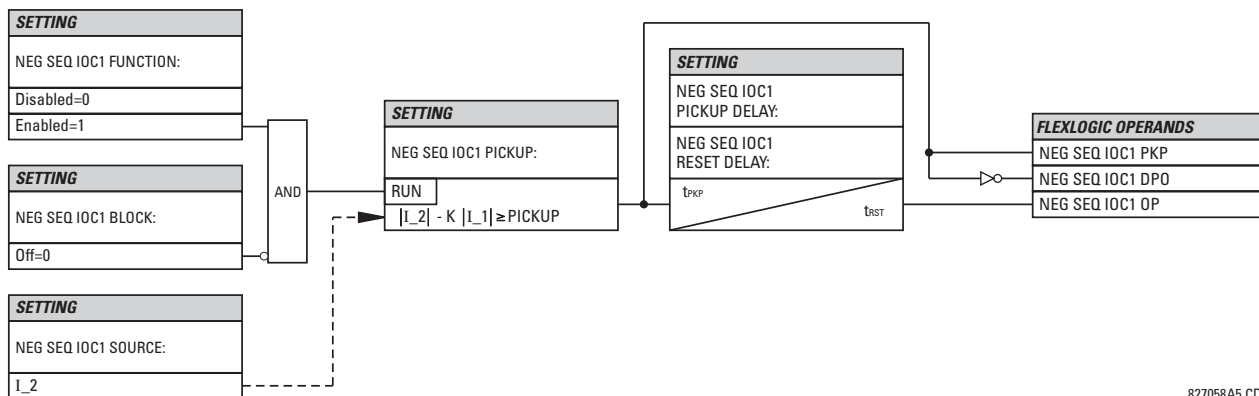 SETTING
NEG SEQ IOC1 FUNCTION:
Disabled=0
Enabled=1
SETTING
NEG SEQ IOC1 BLOCK:
Off=0
SETTING
NEG SEQ IOC1 SOURCE:
I_2
AND
SETTING
NEG SEQ IOC1 PICKUP:
RUN
|I_2| - K |I_1| ≥ PICKUP
SETTING
NEG SEQ IOC1
PICKUP DELAY:
NEG SEQ IOC1
RESET DELAY:
tPKP
tRST
FLEXLOGIC OPERANDS
NEG SEQ IOC1 PKP
NEG SEQ IOC1 DPO
NEG SEQ IOC1 OP